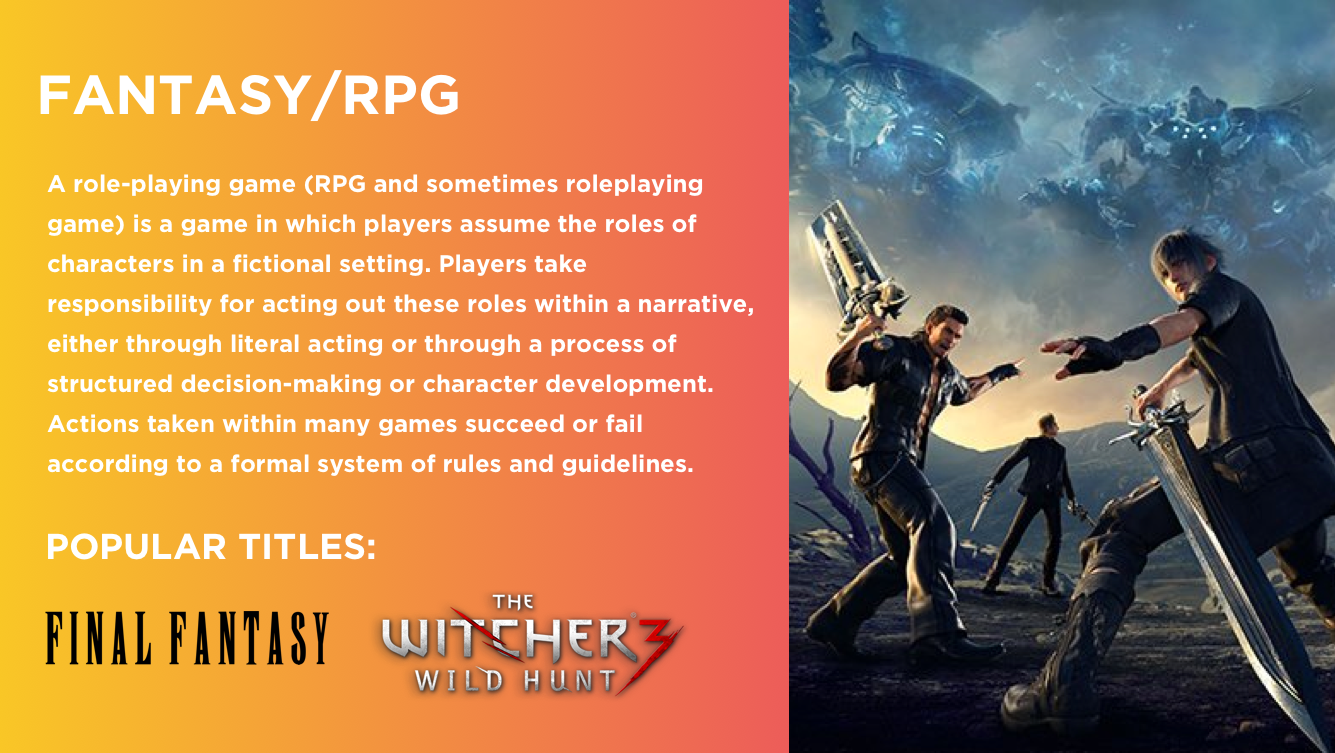 FANTASY/RPG
A role-playing game (RPG and sometimes roleplaying
game) is a game in which players assume the roles of
characters in a fictional setting. Players take
responsibility for acting out these roles within a narrative,
either through literal acting or through a process of
structured decision-making or character development.
Actions taken within many games succeed or fail
according to a formal system of rules and guidelines.
POPULAR TITLES:
FINAL FANTASY
THE
WITCHER 3
WILD HUNT